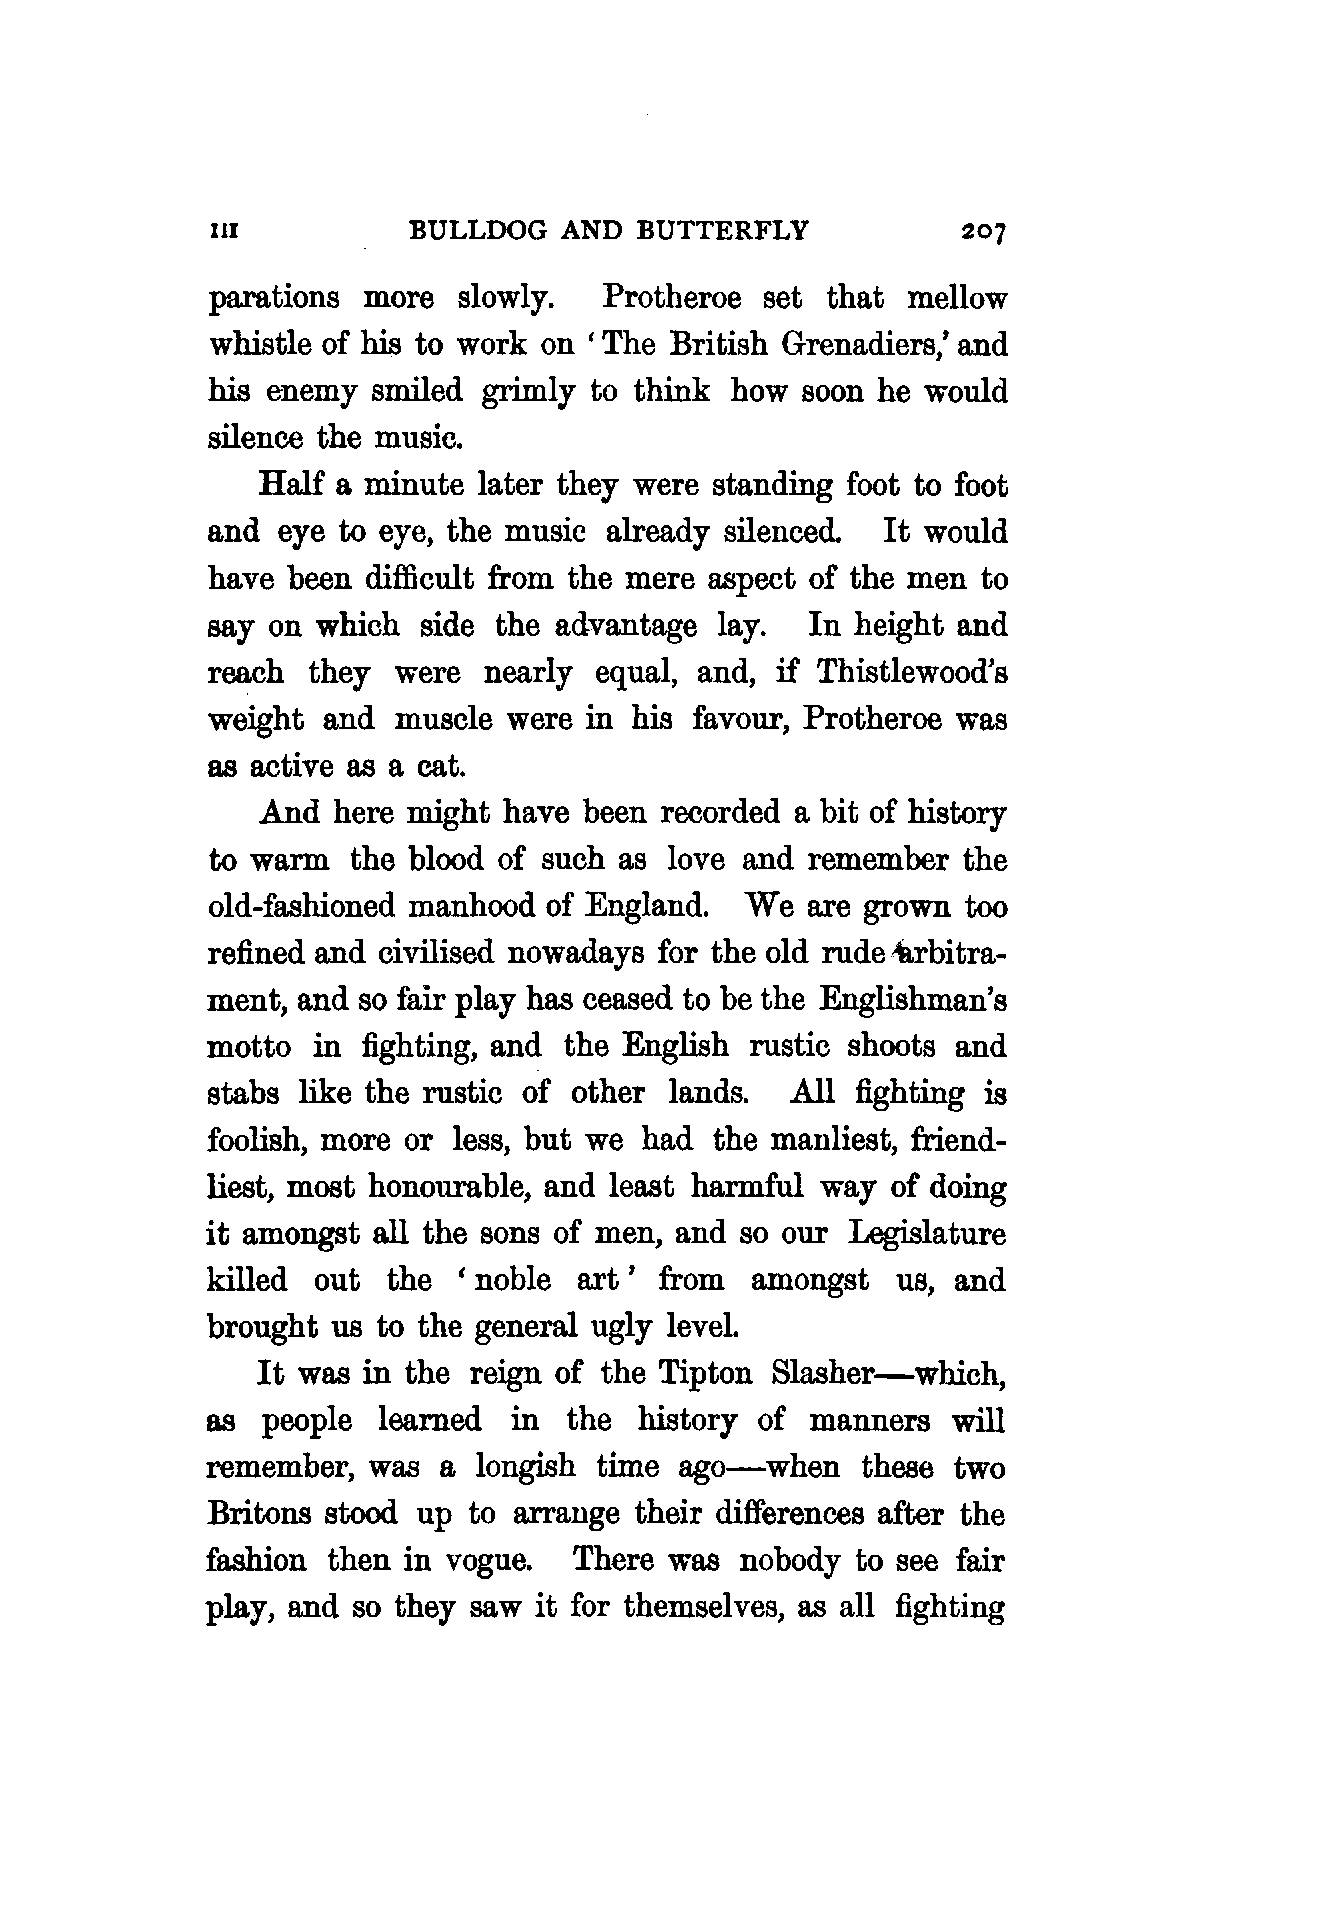 III BULLDOG AND BUTTERFLY 207
parations more slowly. Protheroe set that mellow
whistle of his to work on ‘The British Grenadiers,’ and
his enemy smiled grimly to think how soon he would
silence the music.
Half a minute later they were standing foot to foot
and eye to eye, the music already silenced. It would
have been difficult from the mere aspect of the men to
say on which side the advantage lay. In height and
reach they were nearly equal, and, if Thistlewood's
weight and muscle were in his favour, Protheroe was
as active as a cat.
And here might have been recorded a bit of history
to warm the blood of such as love and remember the
old-fashioned manhood of England. We are grown too
refined and civilised nowadays for the old rude arbitra-
ment, and so fair play has ceased to be the Englishman's
motto in fighting, and the English rustic shoots and
stabs like the rustic of other lands. All fighting is
foolish, more or less, but we had the manliest, friend-
liest, most honourable, and least harmful way of doing
it amongst all the sons of men, and so our Legislature
killed out the ‘noble art’ from amongst us, and
brought us to the general ugly level.
It was in the reign of the Tipton Slasher—which,
as people learned in the history of manners will
remember, was a longish time ago—when these two
Britons stood up to arrange their differences after the
fashion then in vogue. There was nobody to see fair
play, and so they saw it for themselves, as all fighting